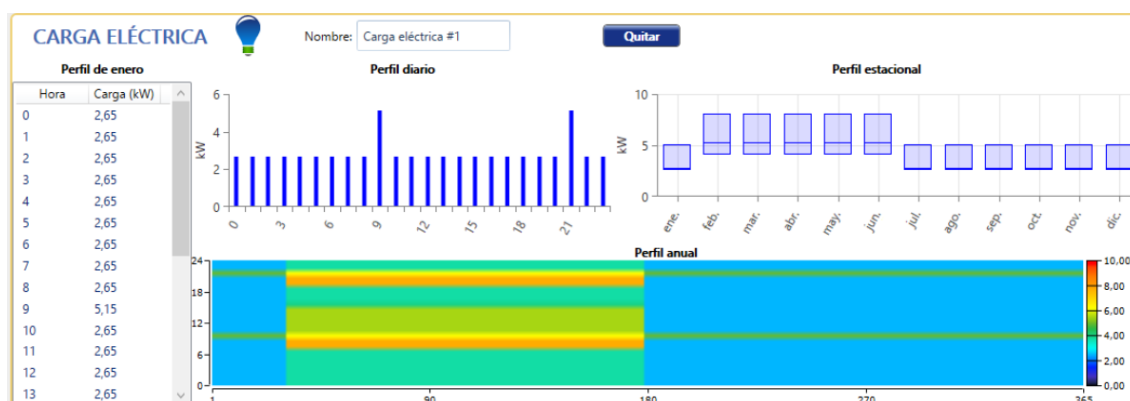 CARGA ELÉCTRICA
Nombre: Carga eléctrica #1
Quitar
Perfil de enero
Hora Carga (kW)
0 2,65
1 2,65
2 2,65
3 2,65
4 2,65
5 2,65
6 2,65
7 2,65
8 2,65
9 5,15
10 2,65
11 2,65
12 2,65
13 2,65
Perfil diario
kW
6
4
2
0
0 3 6 9 12 15 18 21
Perfil estacional
kW
10
5
0
ene. feb. mar. abr. may. jun. jul. ago. sep. oct. nov. dic.
Perfil anual
24
18
12
6
0
1 90 180 270 365
10,00
8,00
6,00
4,00
2,00
0,00